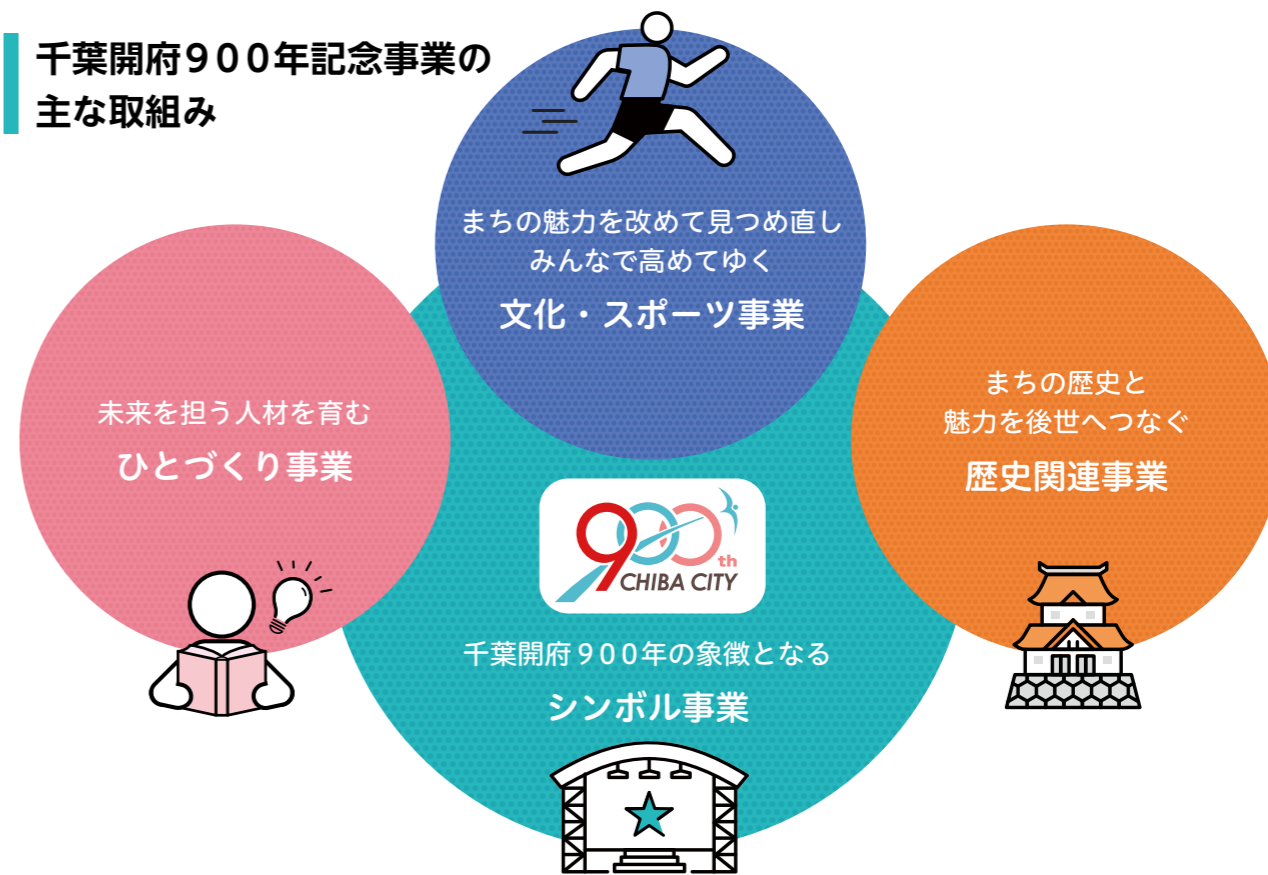 千葉開府900年記念事業の
主な取組み
まちの魅力を改めて見つめ直し
みんなで高めてゆく
文化・スポーツ事業
未来を担う人材を育む
ひとづくり事業
まちの歴史と
魅力を後世へつなぐ
歴史関連事業
900th
CHIBA CITY
千葉開府900年の象徴となる
シンボル事業